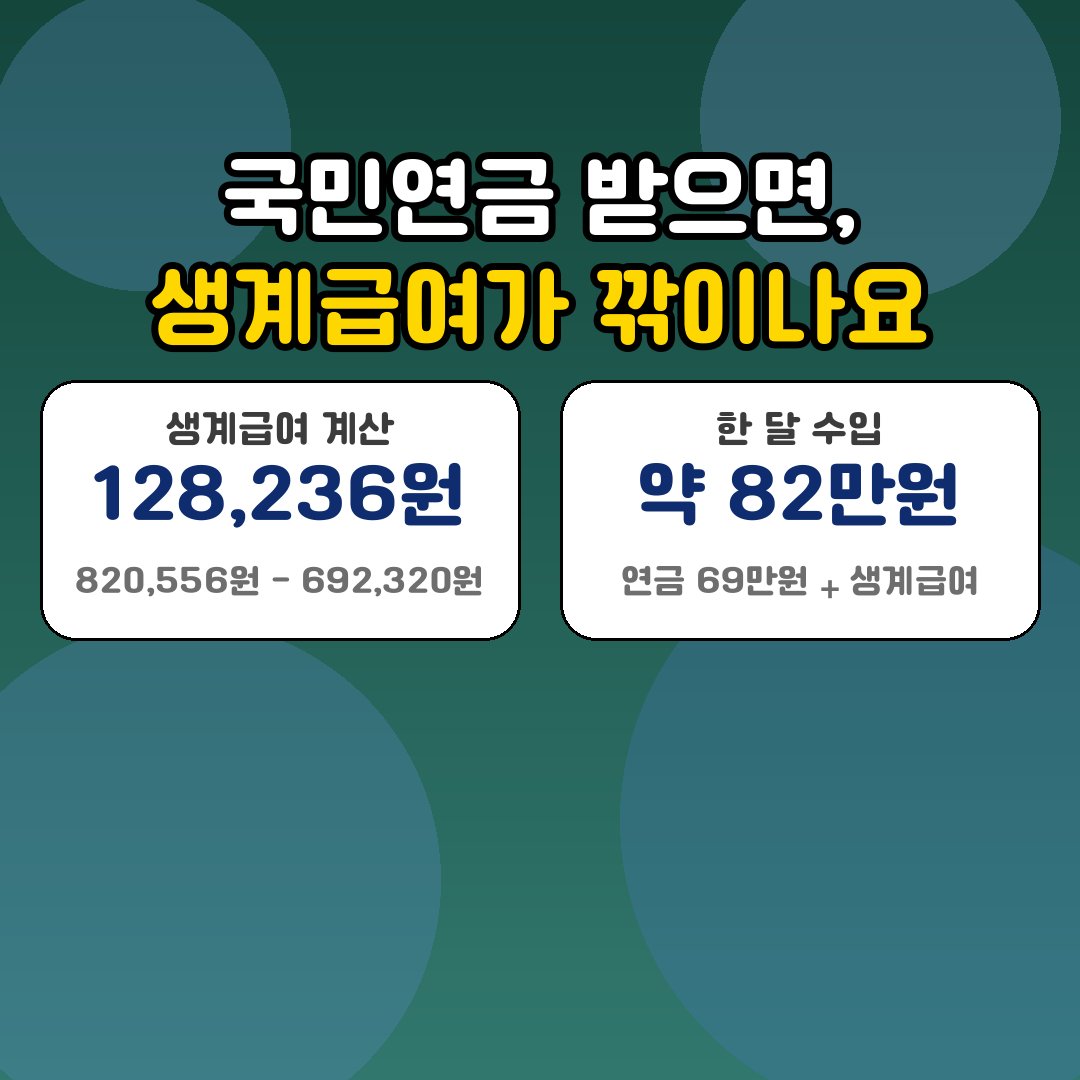 국민연금 받으면,
생계급여가 깎이나요
생계급여 계산
128,236원
820,556원 - 692,320원
한 달 수입
약 82만원
연금 69만원 + 생계급여